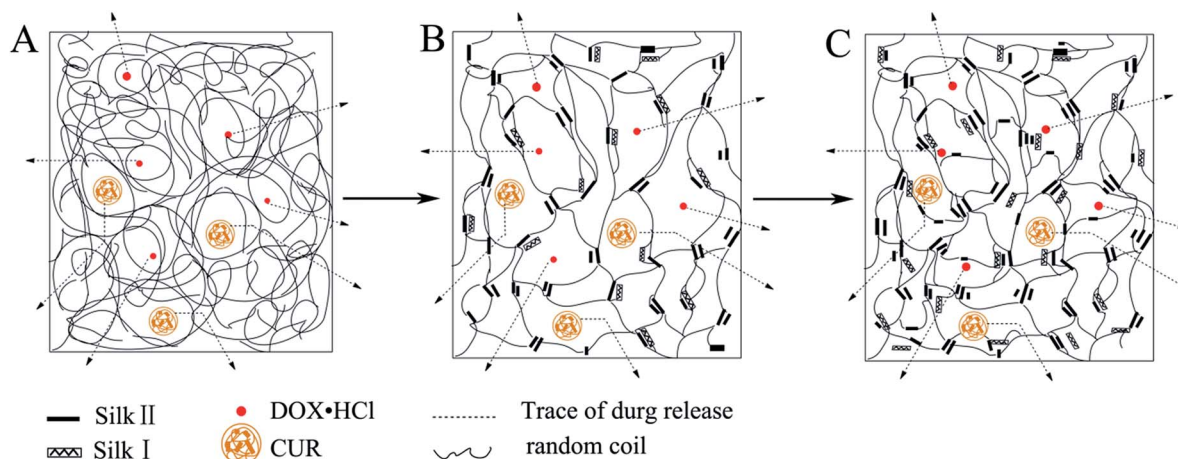 A B C
Silk II DOX•HCl Trace of durg release
Silk I CUR random coil